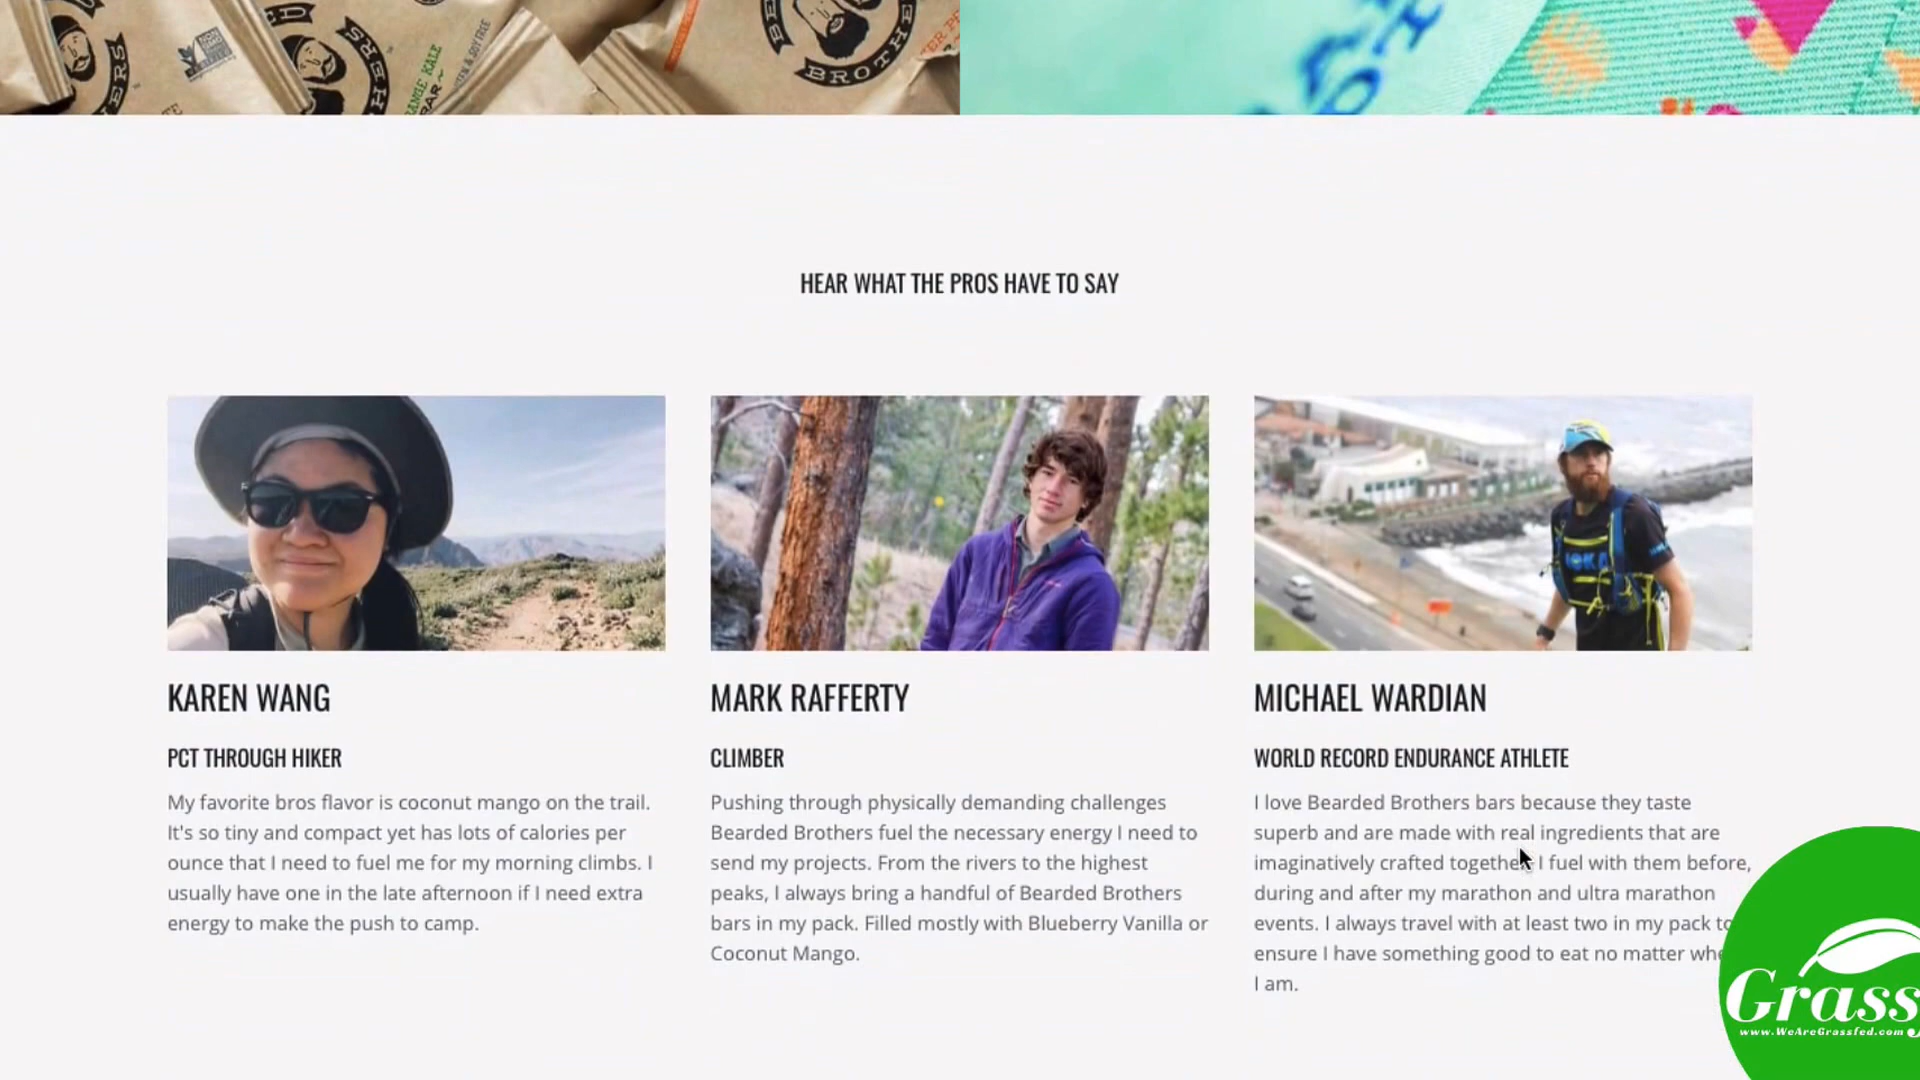 BROTHE
HEAR WHAT THE PROS HAVE TO SAY
KAREN WANG
PCT THROUGH HIKER
My favorite bros flavor is coconut mango on the trail.
It's so tiny and compact yet has lots of calories per
ounce that I need to fuel me for my morning climbs. I
usually have one in the late afternoon if I need extra
energy to make the push to camp.
MARK RAFFERTY
CLIMBER
Pushing through physically demanding challenges
Bearded Brothers fuel the necessary energy I need to
send my projects. From the rivers to the highest
peaks, I always bring a handful of Bearded Brothers
bars in my pack. Filled mostly with Blueberry Vanilla or
Coconut Mango.
MICHAEL WARDIAN
WORLD RECORD ENDURANCE ATHLETE
I love Bearded Brothers bars because they taste
superb and are made with real ingredients that are
imaginatively crafted together I fuel with them before,
during and after my marathon and ultra marathon
events. I always travel with at least two in my pack to
ensure I have something good to eat no matter whe
I am.
Grass
www.WeAreGrassfed.com